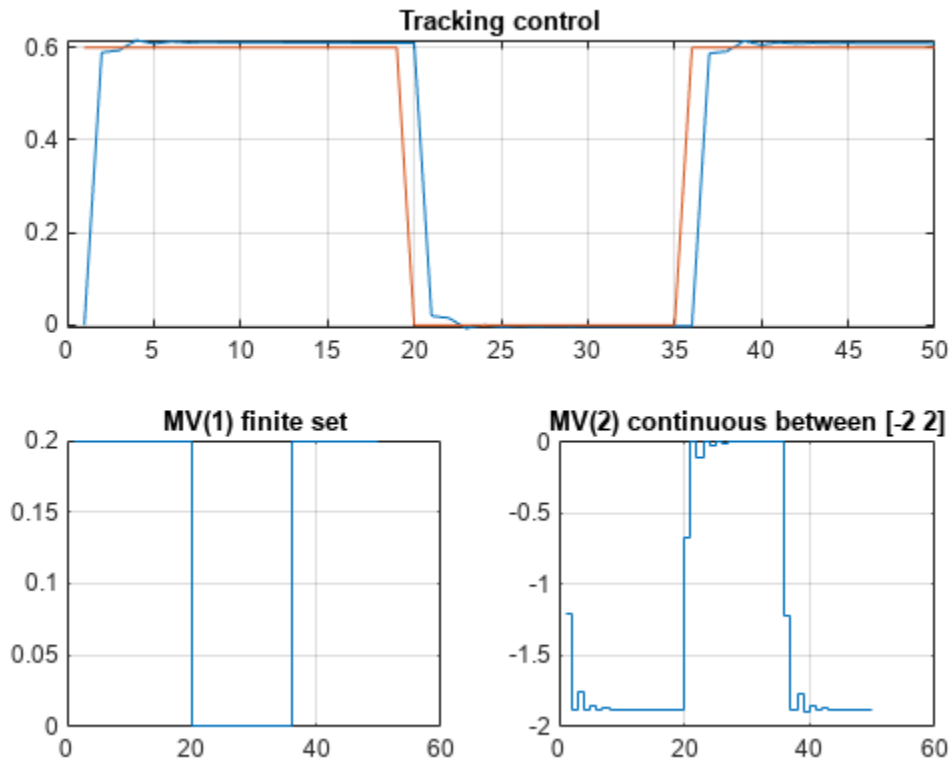 Tracking control
0.6
0.4
0.2
0
0 5 10 15 20 25 30 35 40 45 50
MV(1) finite set
0.2
0.15
0.1
0.05
0
0 20 40 60
MV(2) continuous between [-2 2]
0
-0.5
-1
-1.5
-2
0 20 40 60